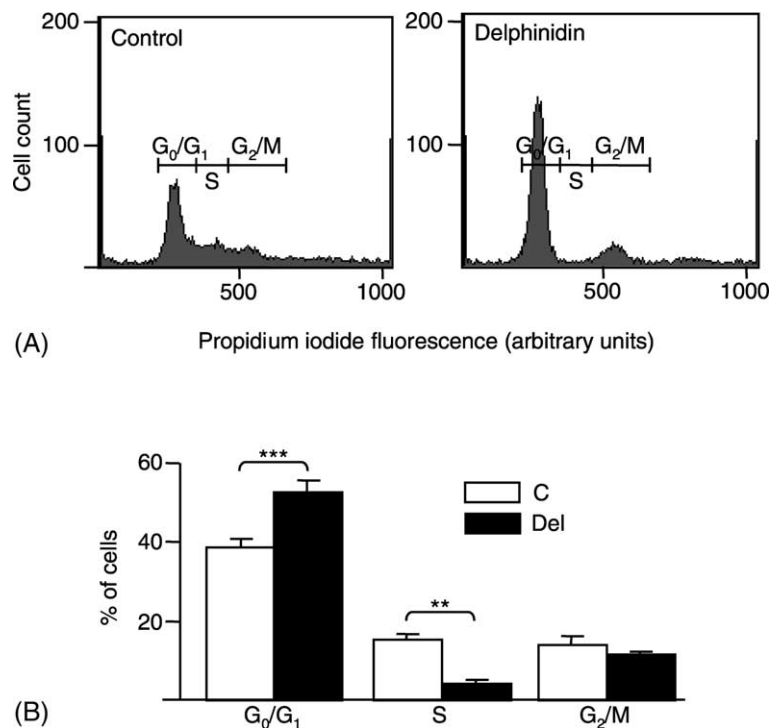 200
Control
100
G₀/G₁ G₂/M
S
Cell count
500 1000
200
Delphinidin
100
G₀/G₁ G₂/M
S
500 1000
(A) Propidium iodide fluorescence (arbitrary units)
60
40
20
% of cells
***
**
C
Del
(B) G₀/G₁ S G₂/M